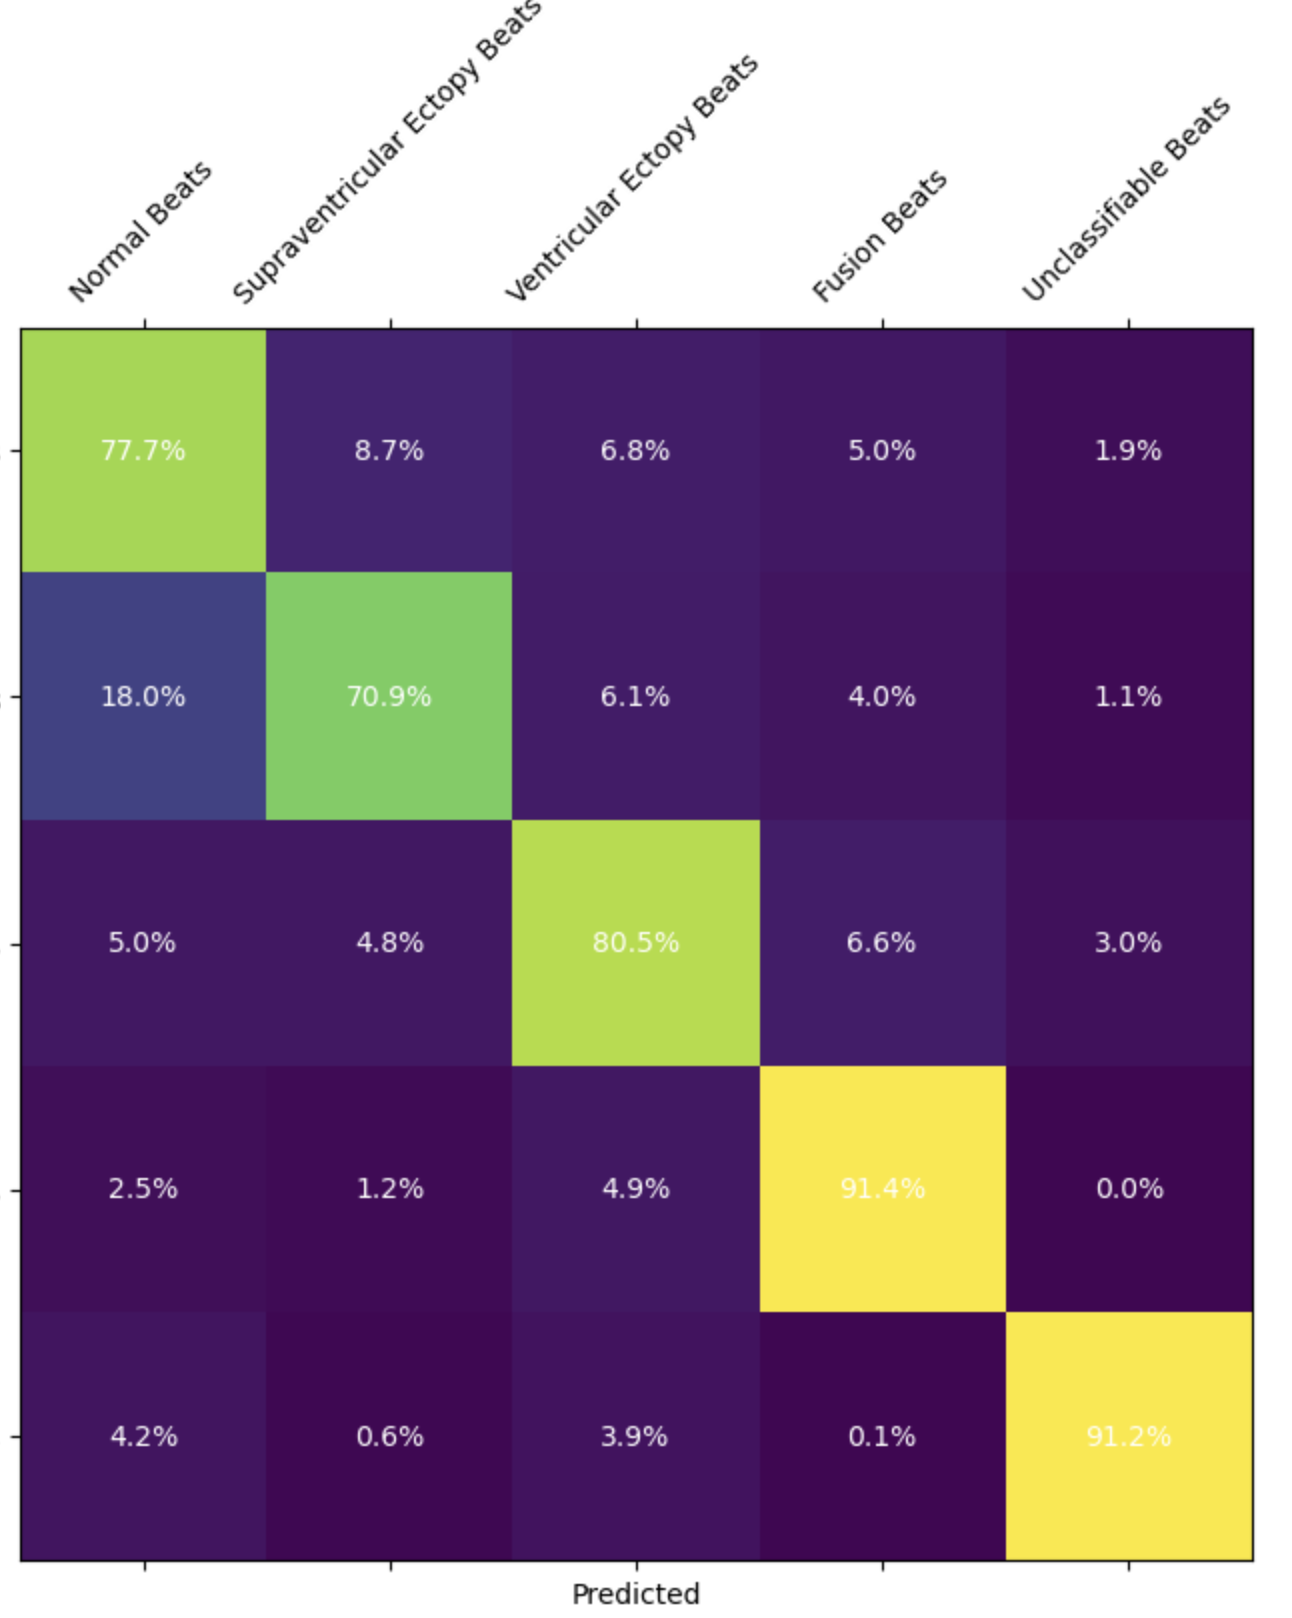 Normal Beats
Supraventricular Ectopy Beats
Ventricular Ectopy Beats
Fusion Beats
Unclassifiable Beats
77.7% 8.7% 6.8% 5.0% 1.9%
18.0% 70.9% 6.1% 4.0% 1.1%
5.0% 4.8% 80.5% 6.6% 3.0%
2.5% 1.2% 4.9% 91.4% 0.0%
4.2% 0.6% 3.9% 0.1% 91.2%
Predicted